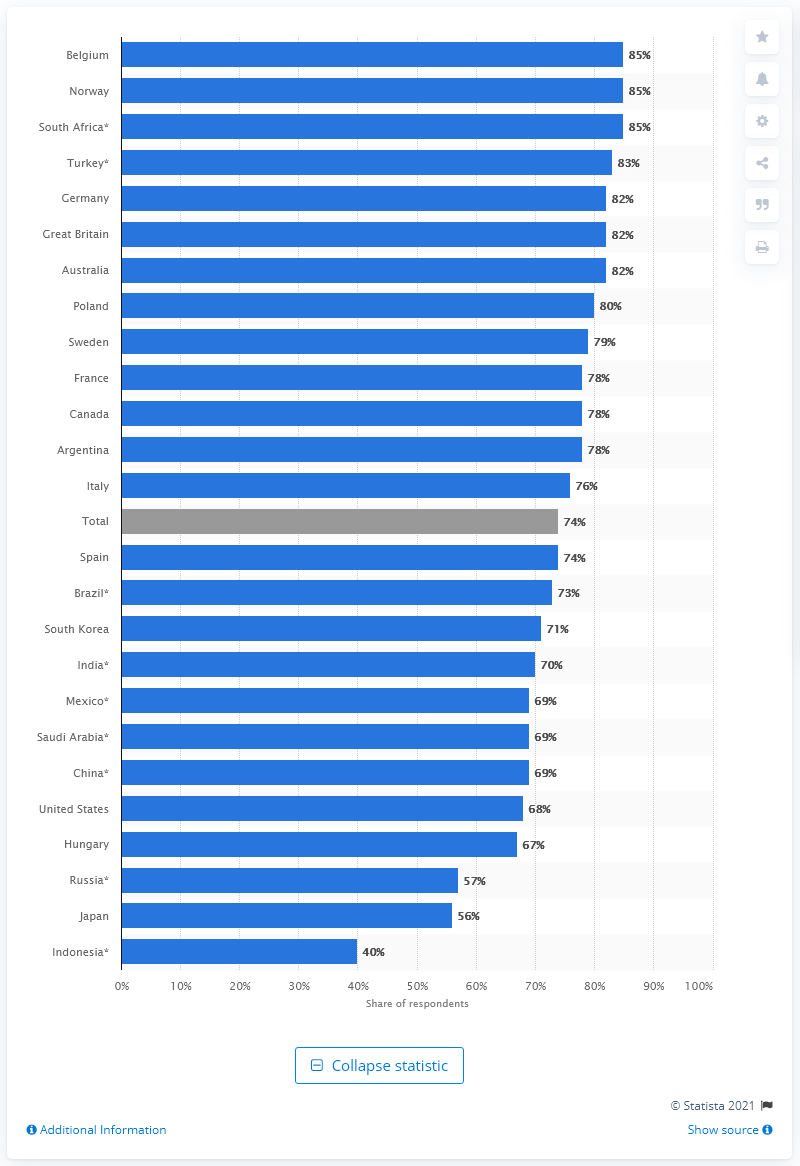 Belgium 85%
Norway 85%
South Africa* 85%
Turkey* 83%
Germany 82%
Great Britain 82%
Australia 82%
Poland 80%
Sweden 79%
France 78%
Canada 78%
Argentina 78%
Italy 76%
Total 74%
Spain 74%
Brazil* 73%
South Korea 71%
India* 70%
Mexico* 69%
Saudi Arabia* 69%
China* 69%
United States 68%
Hungary 67%
Russia* 57%
Japan 56%
Indonesia* 40%
0% 10% 20% 30% 40% 50% 60% 70% 80% 90% 100%
Share of respondents
Collapse statistic
© Statista 2021
Additional Information Show source